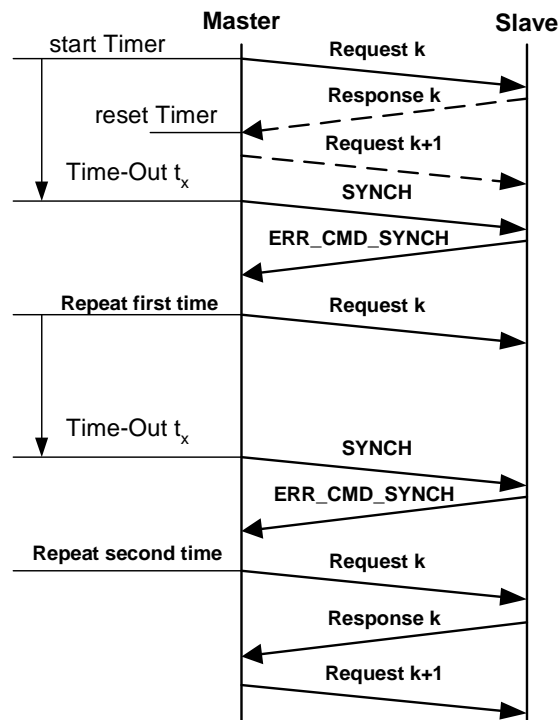 Master
Slave
start Timer
Request k
Response k
reset Timer
Request k+1
Time-Out tx
SYNCH
ERR_CMD_SYNCH
Repeat first time
Request k
Time-Out tx
SYNCH
ERR_CMD_SYNCH
Repeat second time
Request k
Response k
Request k+1